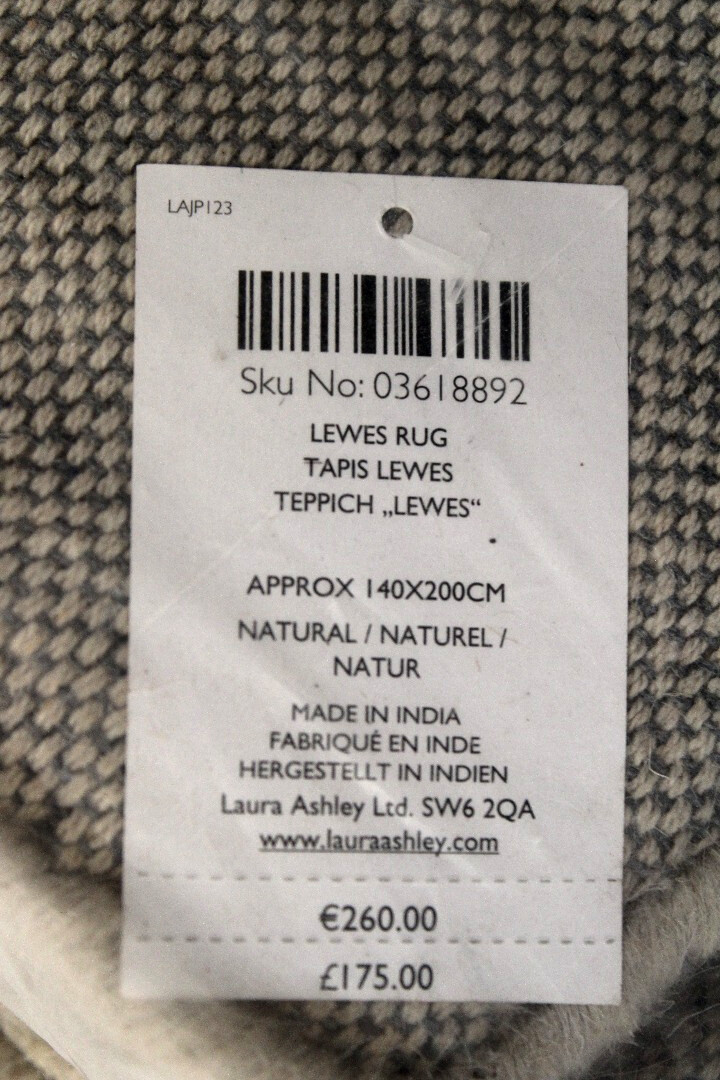 LAJP123
Sku No: 03618892
LEWES RUG
TAPIS LEWES
TEPPICH „LEWES“
APPROX 140X200CM
NATURAL / NATUREL /
NATUR
MADE IN INDIA
FABRIQUÉ EN INDE
HERGESTELLT IN INDIEN
Laura Ashley Ltd. SW6 2QA
www.lauraashley.com
€260.00
£175.00